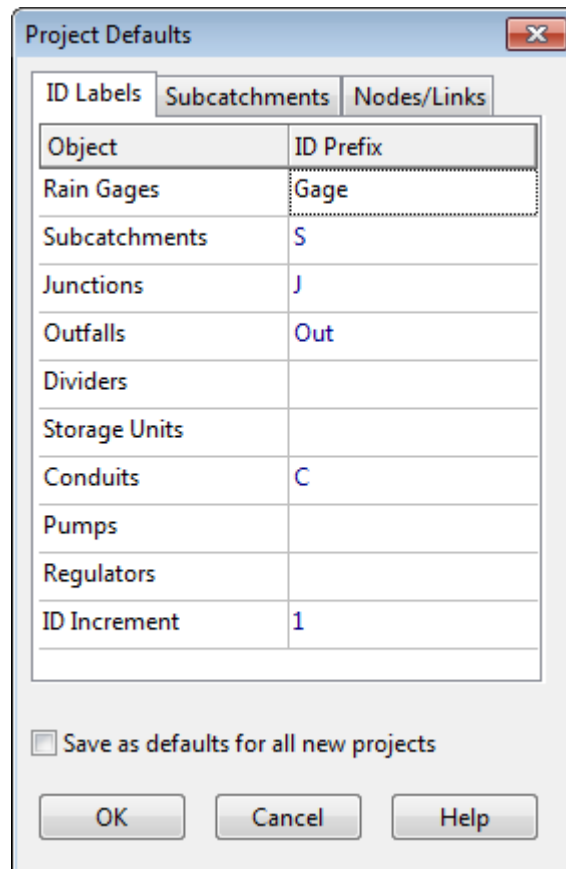 Project Defaults
ID Labels Subcatchments Nodes/Links
Object ID Prefix
Rain Gages Gage
Subcatchments S
Junctions J
Outfalls Out
Dividers
Storage Units
Conduits C
Pumps
Regulators
ID Increment 1
Save as defaults for all new projects
OK Cancel Help